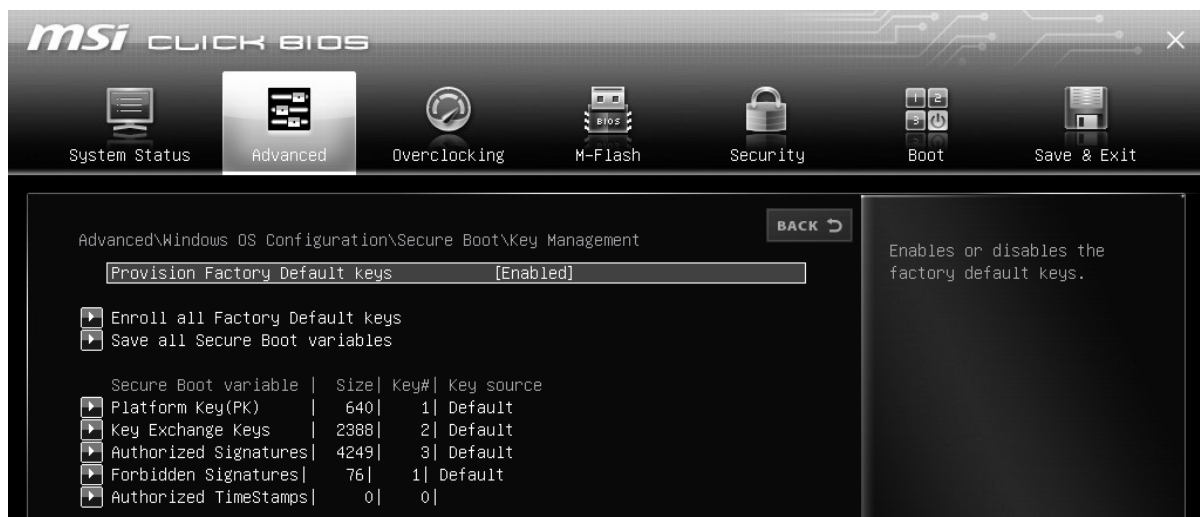 msi CLICK BIOS
System Status
Advanced
Overclocking
BIOS
M-Flash
Security
1 2
3
Boot
Save & Exit
BACK
Advanced\Windows OS Configuration\Secure Boot\Key Management
Provision Factory Default keys [Enabled]
Enroll all Factory Default keys
Save all Secure Boot variables
Secure Boot variable | Size| Key#| Key source
Platform Key(PK) | 640| 1| Default
Key Exchange Keys | 2388| 2| Default
Authorized Signatures| 4249| 3| Default
Forbidden Signatures| 76| 1| Default
Authorized TimeStamps| 0| 0|
Enables or disables the
factory default keys.